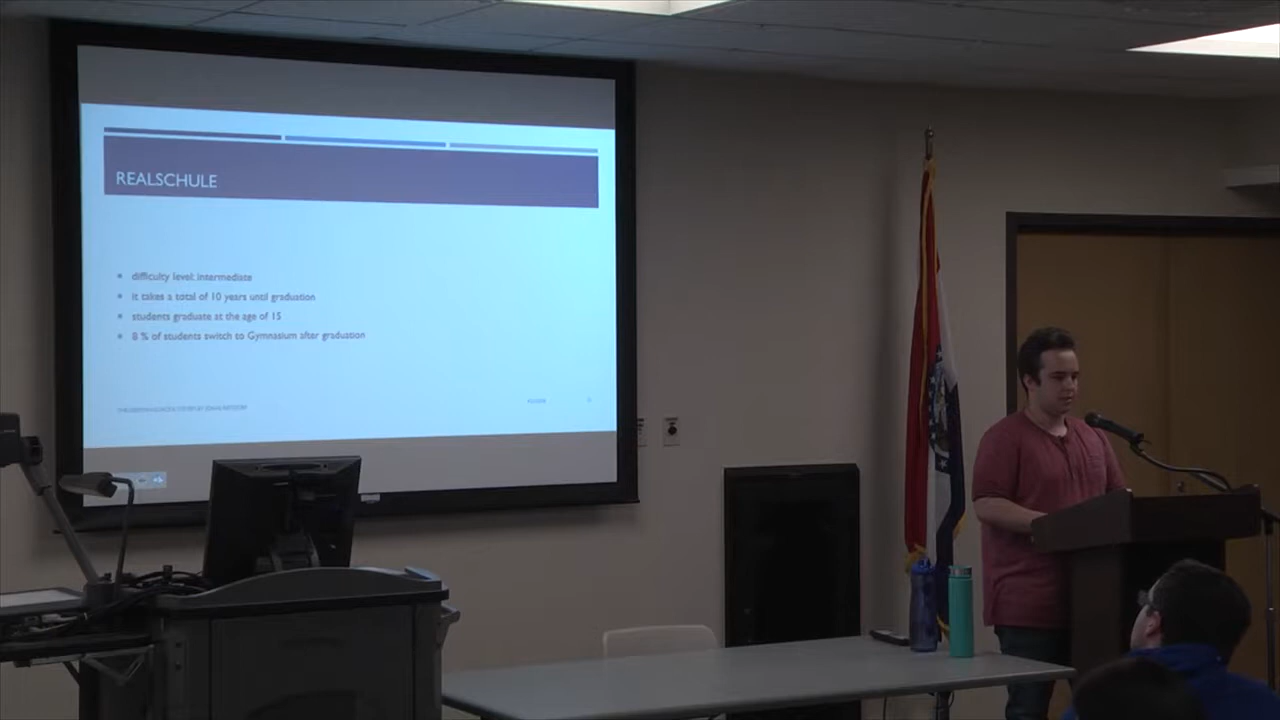 REALSCHULE
difficulty level: intermediate
it takes a total of 10 years until graduation
students graduate at the age of 15
8 % of students switch to Gymnasium after graduation